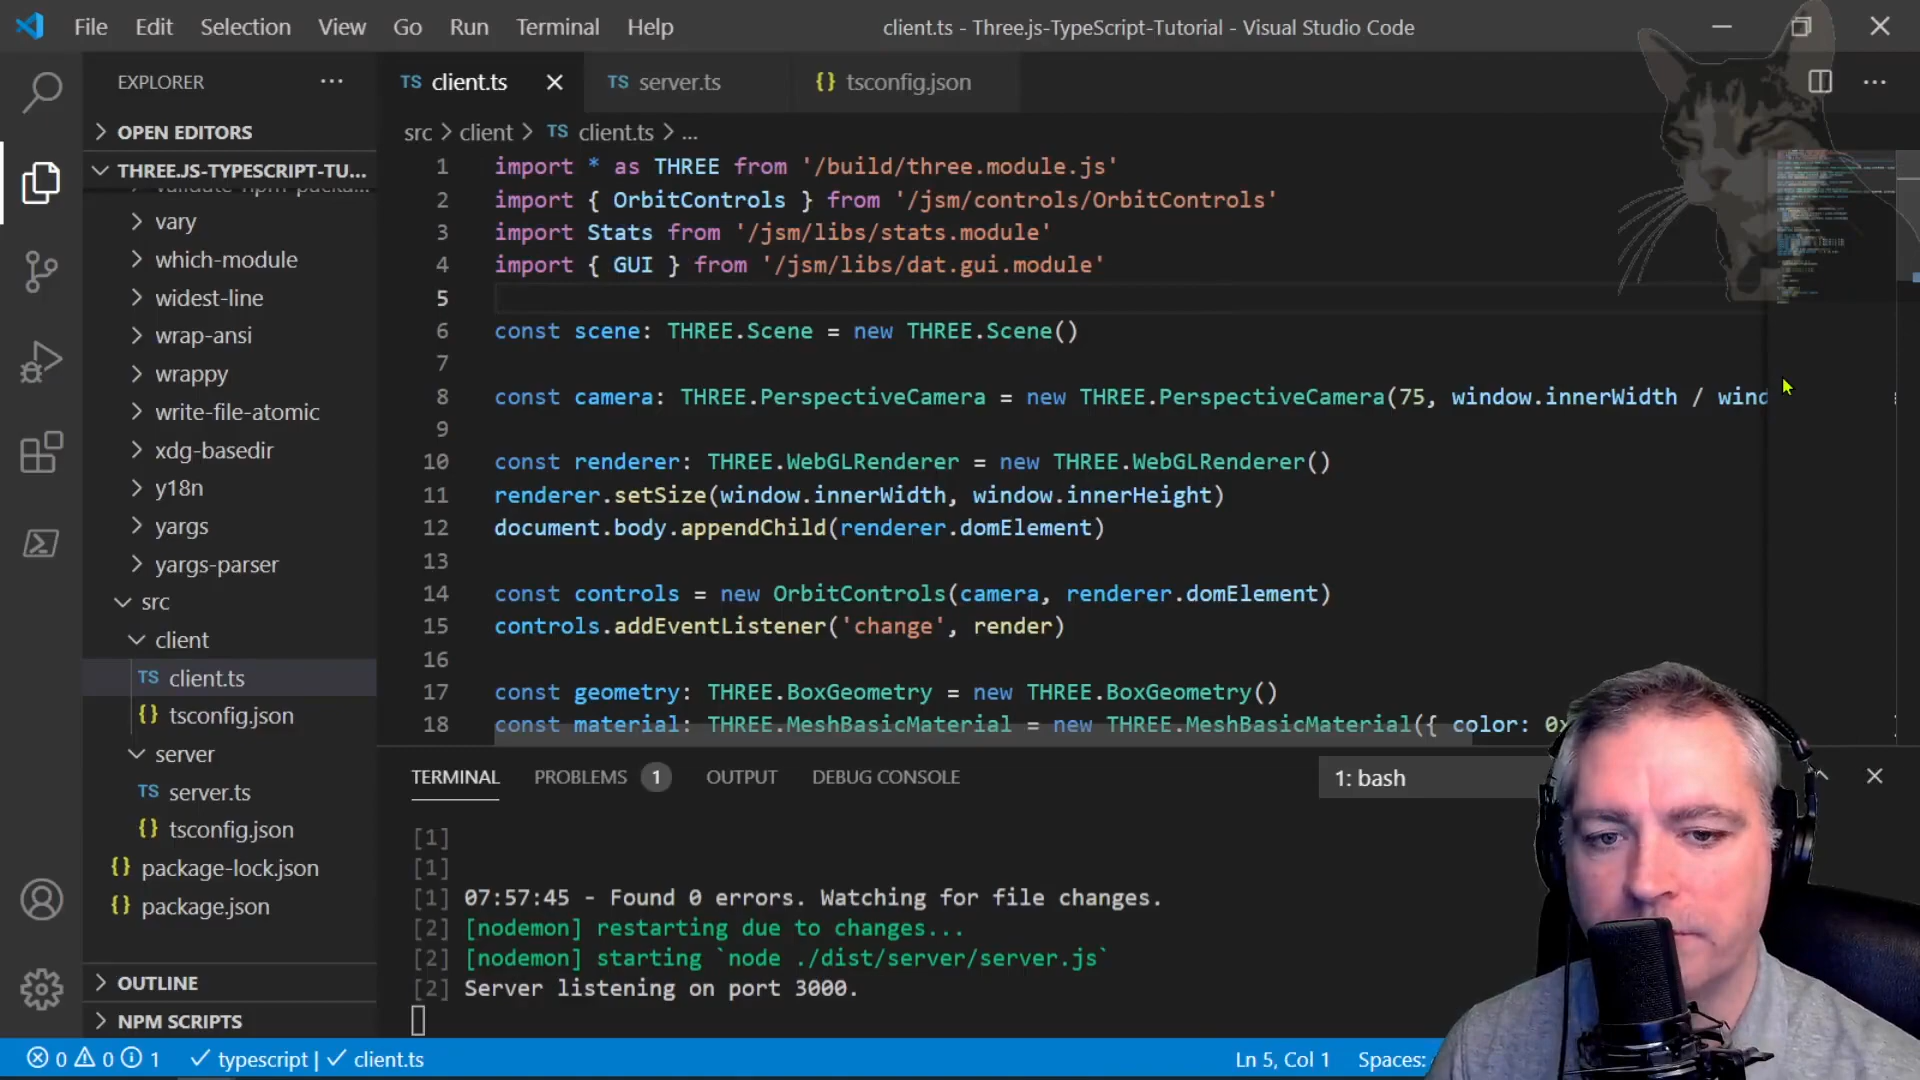 File Edit Selection View Go Run Terminal Help
client.ts - Three.js-TypeScript-Tutorial - Visual Studio Code
EXPLORER
OPEN EDITORS
THREE.JS-TYPESCRIPT-TU...
vary
which-module
widest-line
wrap-ansi
wrappy
write-file-atomic
xdg-basedir
y18n
yargs
yargs-parser
src
client
TS client.ts
{} tsconfig.json
server
TS server.ts
{} tsconfig.json
{} package-lock.json
{} package.json
OUTLINE
NPM SCRIPTS
TS client.ts TS server.ts {} tsconfig.json
src > client > TS client.ts > ...
1 import * as THREE from '/build/three.module.js'
2 import { OrbitControls } from '/jsm/controls/OrbitControls'
3 import Stats from '/jsm/libs/stats.module'
4 import { GUI } from '/jsm/libs/dat.gui.module'
5
6 const scene: THREE.Scene = new THREE.Scene()
7
8 const camera: THREE.PerspectiveCamera = new THREE.PerspectiveCamera(75, window.innerWidth / wind
9
10 const renderer: THREE.WebGLRenderer = new THREE.WebGLRenderer()
11 renderer.setSize(window.innerWidth, window.innerHeight)
12 document.body.appendChild(renderer.domElement)
13
14 const controls = new OrbitControls(camera, renderer.domElement)
15 controls.addEventListener('change', render)
16
17 const geometry: THREE.BoxGeometry = new THREE.BoxGeometry()
18 const material: THREE.MeshBasicMaterial = new THREE.MeshBasicMaterial({ color: 0x
TERMINAL PROBLEMS 1 OUTPUT DEBUG CONSOLE 1: bash
[1]
[1]
[1] 07:57:45 - Found 0 errors. Watching for file changes.
[2] [nodemon] restarting due to changes...
[2] [nodemon] starting `node ./dist/server/server.js`
[2] Server listening on port 3000.
0 0 1 typescript | client.ts Ln 5, Col 1 Spaces: